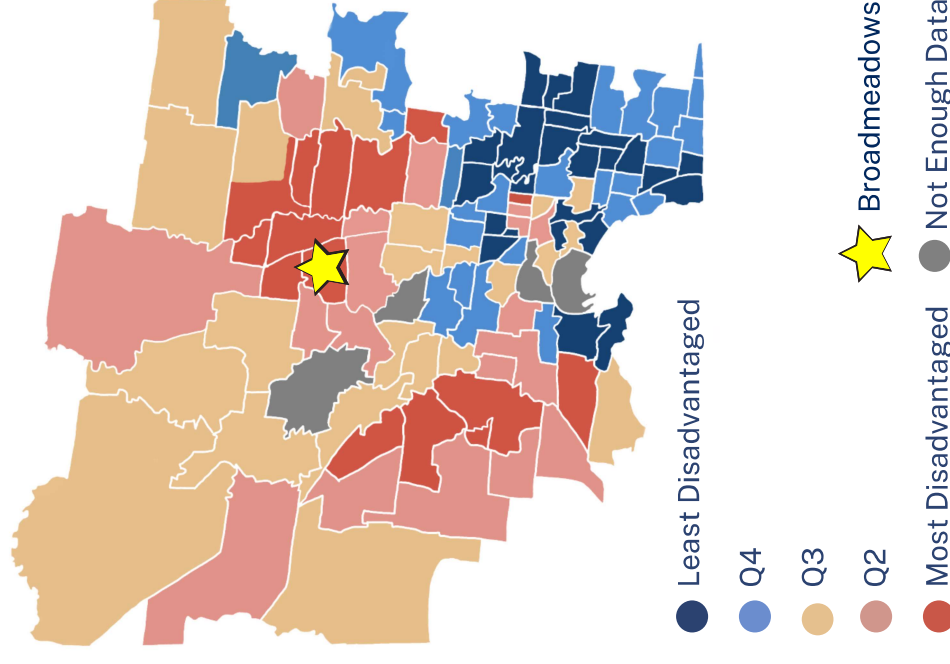 Least Disadvantaged
Q4
Q3
Q2
Most Disadvantaged
Broadmeadows
Not Enough Data